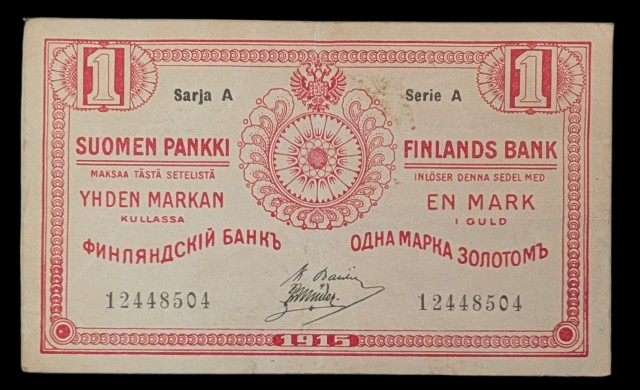 1 1
Sarja A Serie A
SUOMEN PANKKI FINLANDS BANK
MAKSAA TÄSTÄ SETELISTÄ INLÖSER DENNA SEDEL MED
YHDEN MARKAN EN MARK
KULLASSA I GULD
ФИНЛЯНДСКІЙ БАНКЪ ОДНА МАРКА ЗОЛОТОМЪ
12448504 12448504
1915